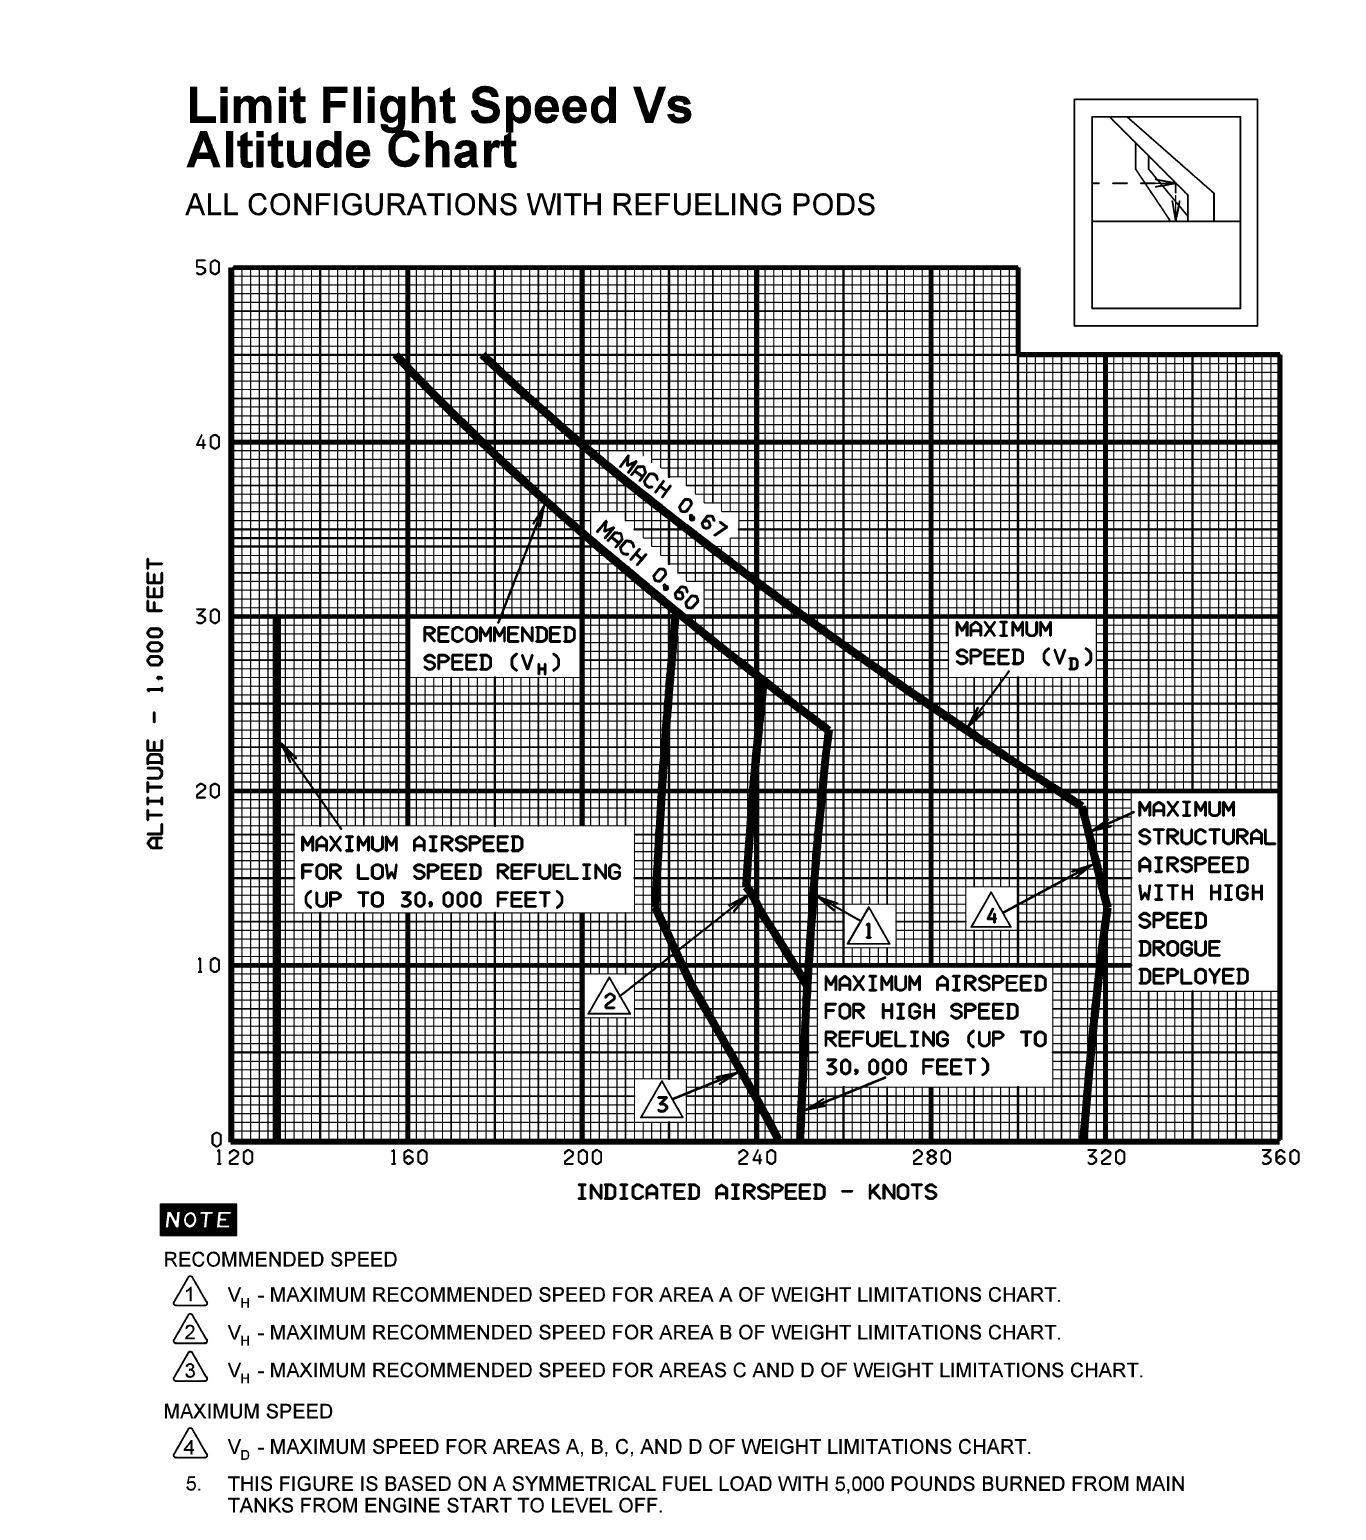 Limit Flight Speed Vs
Altitude Chart
ALL CONFIGURATIONS WITH REFUELING PODS
50
40
30
20
10
0
ALTITUDE - 1,000 FEET
MACH 0.67
MACH 0.60
RECOMMENDED
SPEED (VH)
MAXIMUM
SPEED (VD)
MAXIMUM AIRSPEED
FOR LOW SPEED REFUELING
(UP TO 30,000 FEET)
MAXIMUM
STRUCTURAL
AIRSPEED
WITH HIGH
SPEED
DROGUE
DEPLOYED
4
1
2
3
MAXIMUM AIRSPEED
FOR HIGH SPEED
REFUELING (UP TO
30,000 FEET)
120 160 200 240 280 320 360
INDICATED AIRSPEED - KNOTS
NOTE
RECOMMENDED SPEED
1 VH - MAXIMUM RECOMMENDED SPEED FOR AREA A OF WEIGHT LIMITATIONS CHART.
2 VH - MAXIMUM RECOMMENDED SPEED FOR AREA B OF WEIGHT LIMITATIONS CHART.
3 VH - MAXIMUM RECOMMENDED SPEED FOR AREAS C AND D OF WEIGHT LIMITATIONS CHART.
MAXIMUM SPEED
4 VD - MAXIMUM SPEED FOR AREAS A, B, C, AND D OF WEIGHT LIMITATIONS CHART.
5. THIS FIGURE IS BASED ON A SYMMETRICAL FUEL LOAD WITH 5,000 POUNDS BURNED FROM MAIN
TANKS FROM ENGINE START TO LEVEL OFF.